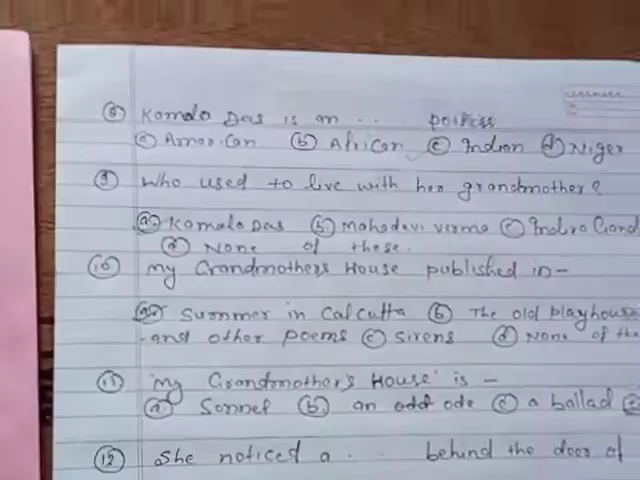 ⑧ Kamala Das is an .. poitess
ⓐ American ⓑ African ⓒ Indian ⓓ Niger
⑨ who used to live with her grandmother?
ⓐ Kamala Das ⓑ Mahadevi verma ⓒ Indira Gand
ⓓ None of these.
⑩ my Grandmothers House published in-
ⓐ Summer in Calcutta ⓑ The old playhouse
and other poems ⓒ Sirens ⓓ None of the
⑪ 'my Grandmother's House' is -
ⓐ Sonnet ⓑ an ode ⓒ a ballad
⑫ She noticed a .. behind the door of